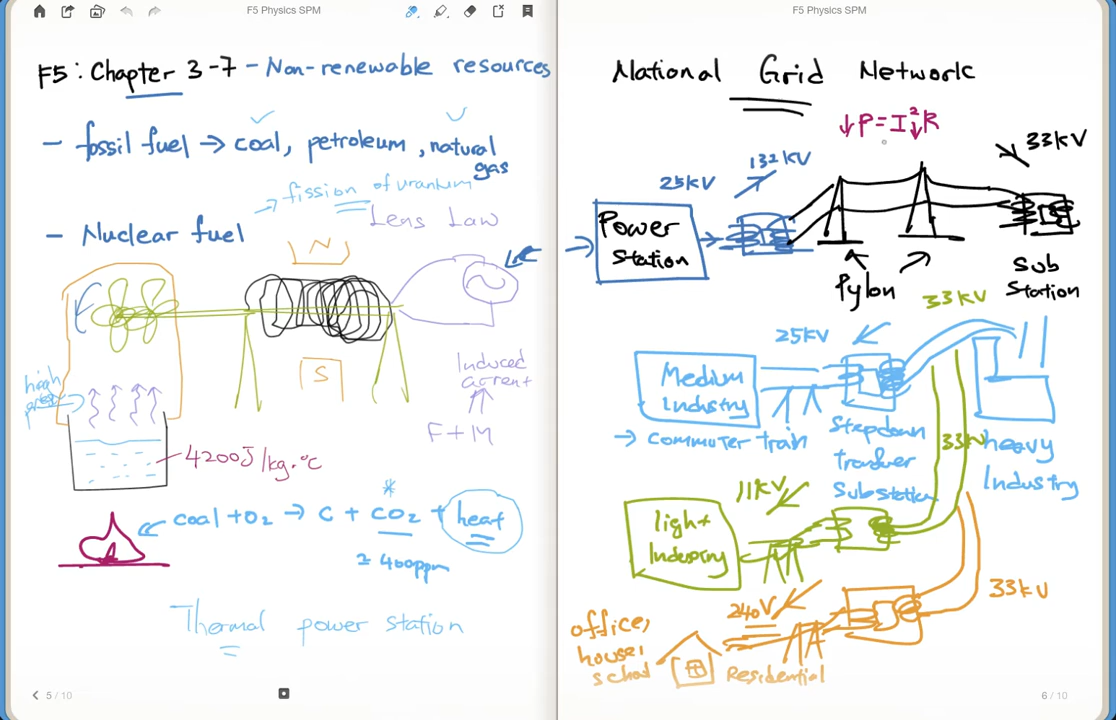 F5 Physics SPM
F5: Chapter 3-7 - Non-renewable resources
- fossil fuel → coal, petroleum, natural
gas
→ fission of uranium
Lens Law
- Nuclear fuel
N
S
high
Induced
current
F+M
4200J/kg.°C
*
coal + O2 → C + CO2 + heat
≈ 400ppm
Thermal power station
5 / 10
F5 Physics SPM
National Grid Network
↓P = I²↓R
132kV
33kV
25kV
Power
Station
Pylon
Sub
Station
33kV
25kV
Medium
Industry
→ commuter train
Stepdown
Substation
33kV
heavy
Industry
11kV
light
Industry
33kV
240V
office,
house,
school
Residential
6 / 10